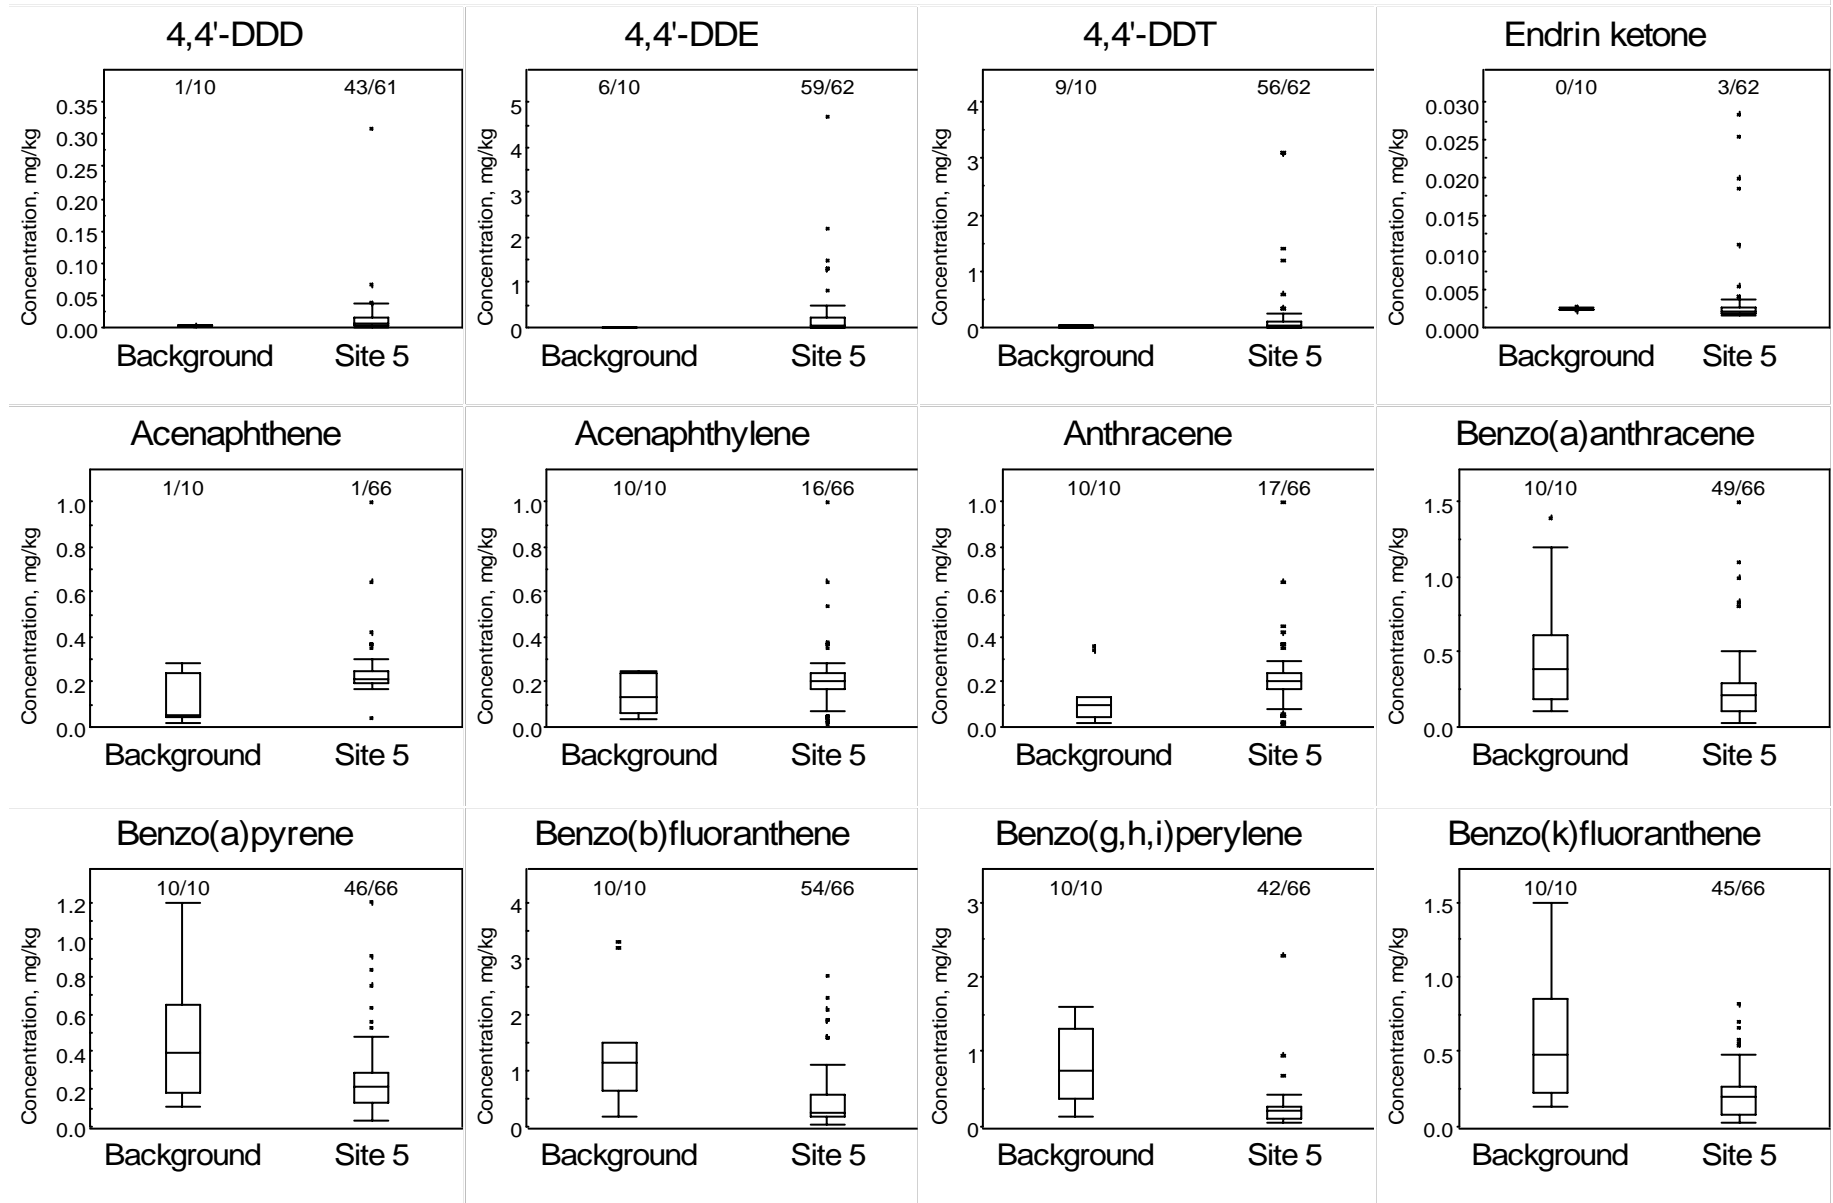 4,4'-DDD
1/10 43/61
Concentration, mg/kg
0.35
0.30
0.25
0.20
0.15
0.10
0.05
0.00
Background Site 5
4,4'-DDE
6/10 59/62
Concentration, mg/kg
5
4
3
2
1
0
Background Site 5
4,4'-DDT
9/10 56/62
Concentration, mg/kg
4
3
2
1
0
Background Site 5
Endrin ketone
0/10 3/62
Concentration, mg/kg
0.030
0.025
0.020
0.015
0.010
0.005
0.000
Background Site 5
Acenaphthene
1/10 1/66
Concentration, mg/kg
1.0
0.8
0.6
0.4
0.2
0.0
Background Site 5
Acenaphthylene
10/10 16/66
Concentration, mg/kg
1.0
0.8
0.6
0.4
0.2
0.0
Background Site 5
Anthracene
10/10 17/66
Concentration, mg/kg
1.0
0.8
0.6
0.4
0.2
0.0
Background Site 5
Benzo(a)anthracene
10/10 49/66
Concentration, mg/kg
1.5
1.0
0.5
0.0
Background Site 5
Benzo(a)pyrene
10/10 46/66
Concentration, mg/kg
1.2
1.0
0.8
0.6
0.4
0.2
0.0
Background Site 5
Benzo(b)fluoranthene
10/10 54/66
Concentration, mg/kg
4
3
2
1
0
Background Site 5
Benzo(g,h,i)perylene
10/10 42/66
Concentration, mg/kg
3
2
1
0
Background Site 5
Benzo(k)fluoranthene
10/10 45/66
Concentration, mg/kg
1.5
1.0
0.5
0.0
Background Site 5